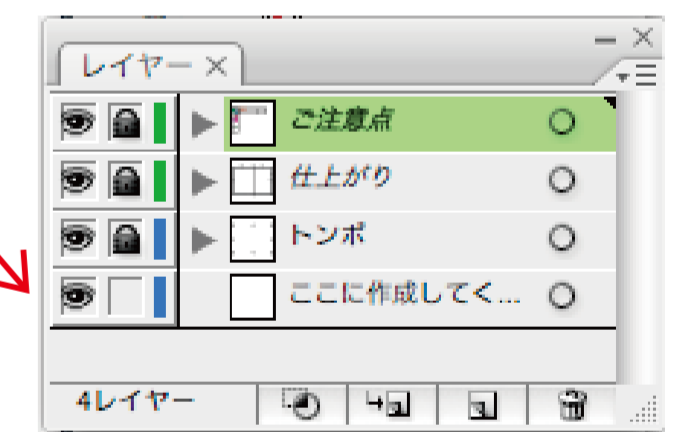 レイヤー
ご注意点
仕上がり
トンボ
ここに作成してく...
4レイヤー